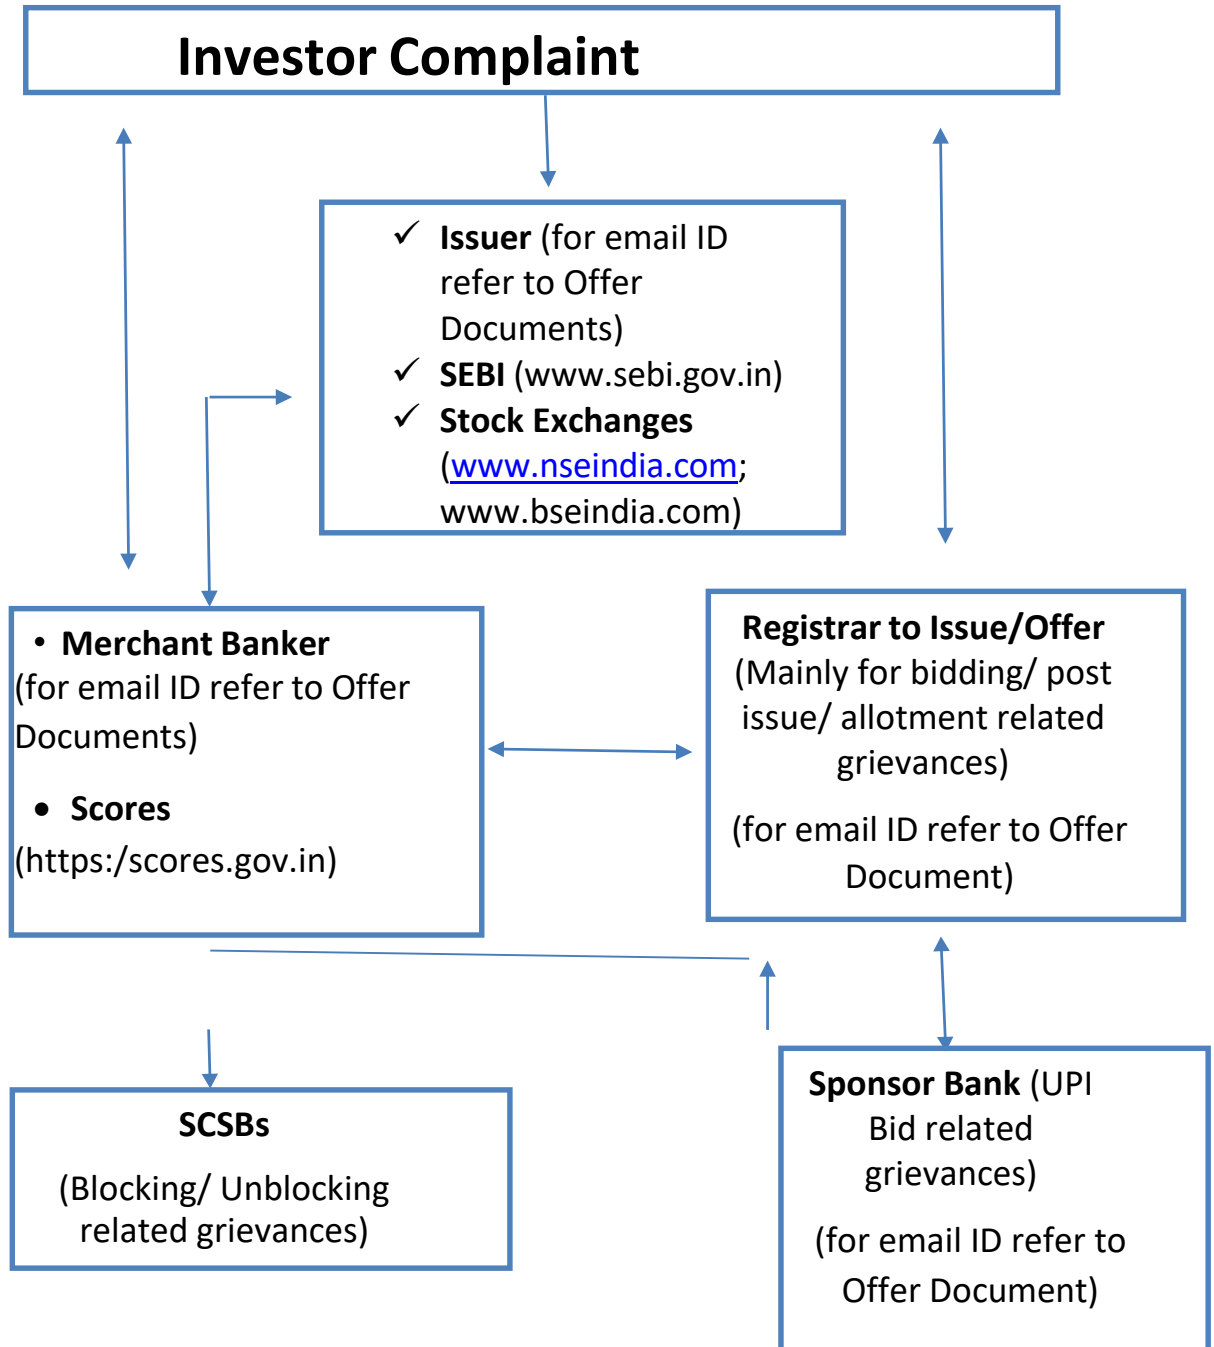 Investor Complaint
✓ Issuer (for email ID
refer to Offer
Documents)
✓ SEBI (www.sebi.gov.in)
✓ Stock Exchanges
(www.nseindia.com;
www.bseindia.com)
• Merchant Banker
(for email ID refer to Offer
Documents)
• Scores
(https:/scores.gov.in)
Registrar to Issue/Offer
(Mainly for bidding/ post
issue/ allotment related
grievances)
(for email ID refer to Offer
Document)
SCSBs
(Blocking/ Unblocking
related grievances)
Sponsor Bank (UPI
Bid related
grievances)
(for email ID refer to
Offer Document)